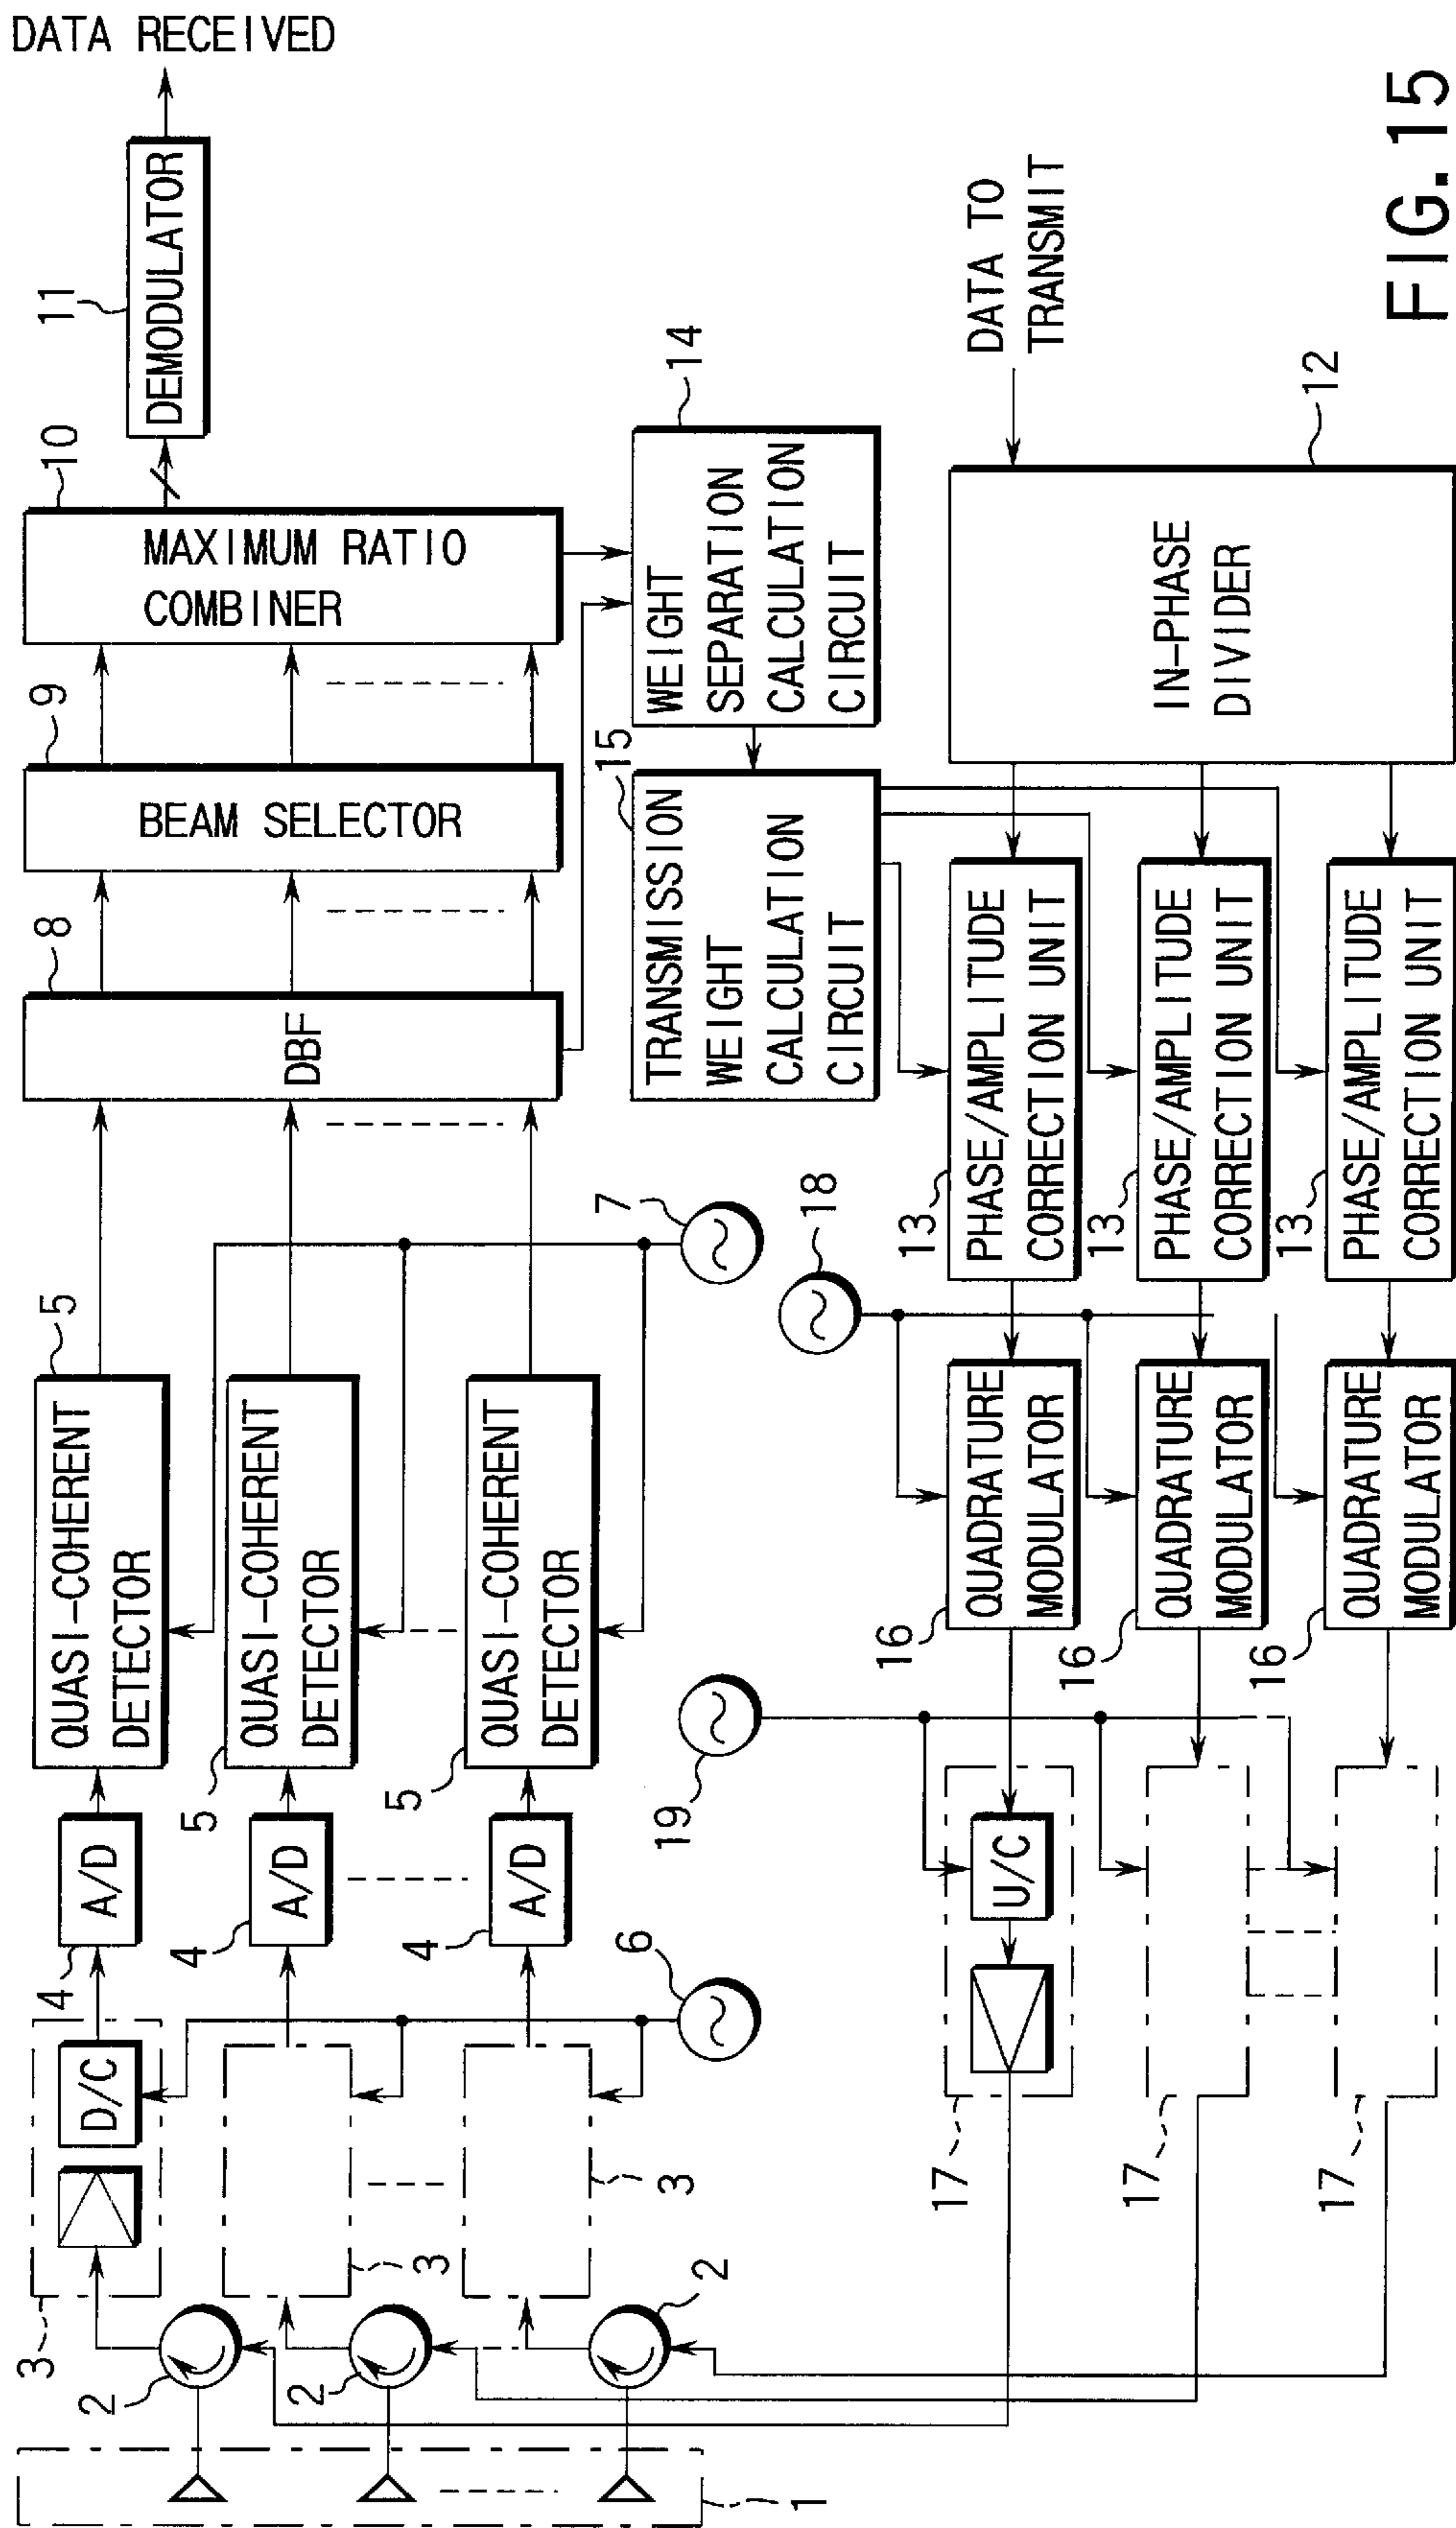 DATA RECEIVED
11
DEMODULATOR
10
MAXIMUM RATIO
COMBINER
9
BEAM SELECTOR
8
DBF
5
QUASI-COHERENT
DETECTOR
5
QUASI-COHERENT
DETECTOR
5
QUASI-COHERENT
DETECTOR
7
4
A/D
4
A/D
4
A/D
6
3
D/C
3
3
2
2
2
1
14
WEIGHT
SEPARATION
CALCULATION
CIRCUIT
15
TRANSMISSION
WEIGHT
CALCULATION
CIRCUIT
DATA TO
TRANSMIT
12
IN-PHASE
DIVIDER
13
PHASE/AMPLITUDE
CORRECTION UNIT
13
PHASE/AMPLITUDE
CORRECTION UNIT
13
PHASE/AMPLITUDE
CORRECTION UNIT
18
16
QUADRATURE
MODULATOR
16
QUADRATURE
MODULATOR
16
QUADRATURE
MODULATOR
19
U/C
17
17
17
FIG. 15